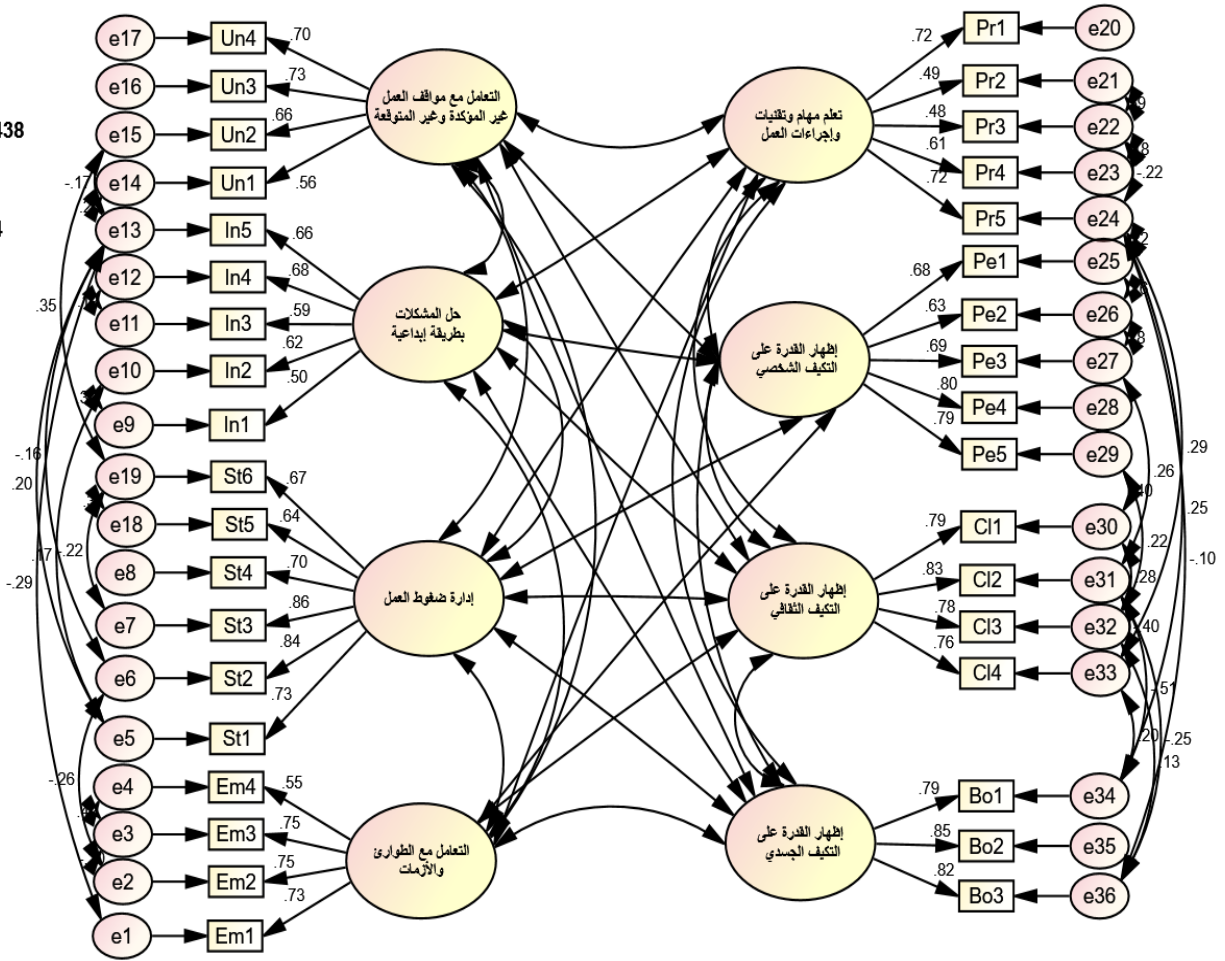 e17 Un4 .70
e16 Un3 .73
e15 Un2 .66
e14 Un1 .56
e13 In5 .66
e12 In4 .68
e11 In3 .59
e10 In2 .62
e9 In1 .50
e19 St6 .67
e18 St5 .64
e8 St4 .70
e7 St3 .86
e6 St2 .84
e5 St1 .73
e4 Em4 .55
e3 Em3 .75
e2 Em2 .75
e1 Em1 .73
438
-.17
.35
-.16
.20
-.22
-.29
-.26
التعامل مع مواقف العمل
غير المؤكدة وغير المتوقعة
حل المشكلات
بطريقة إبداعية
إدارة ضغوط العمل
التعامل مع الطوارئ
والأزمات
تعلم مهام وتقنيات
وإجراءات العمل
إظهار القدرة على
التكيف الشخصي
إظهار القدرة على
التكيف الثقافي
إظهار القدرة على
التكيف الجسدي
.72 Pr1 e20
.49 Pr2 e21
.48 Pr3 e22
.61 Pr4 e23
.72 Pr5 e24
.68 Pe1 e25
.63 Pe2 e26
.69 Pe3 e27
.80 Pe4 e28
.79 Pe5 e29
.79 Cl1 e30
.83 Cl2 e31
.78 Cl3 e32
.76 Cl4 e33
.79 Bo1 e34
.85 Bo2 e35
.82 Bo3 e36
-.22
.29
.26
.25
.22
-.10
.28
.40
.51
.20
-.25
.13